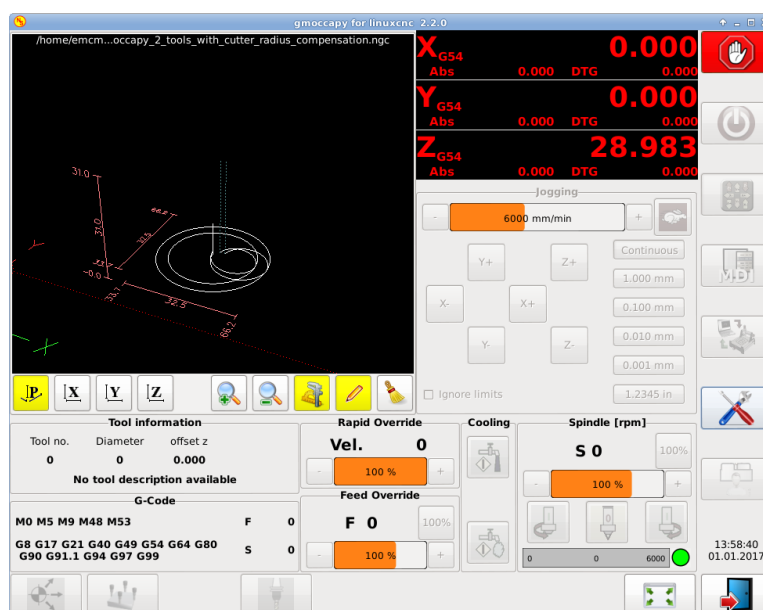 gmoccapy for linuxcnc 2.2.0
/home/emcm...occapy_2_tools_with_cutter_radius_compensation.ngc
X G54 0.000
Abs 0.000 DTG 0.000
Y G54 0.000
Abs 0.000 DTG 0.000
Z G54 28.983
Abs 0.000 DTG 0.000
31.0
31.0
-0.0
66.2
32.5
33.7
33.7
32.5
66.2
X
Y
Jogging
- 6000 mm/min +
Y+ Z+
X- X+
Y- Z-
Continuous
1.000 mm
0.100 mm
0.010 mm
0.001 mm
Ignore limits 1.2345 in
MDI
P X Y Z
Tool information
Tool no. Diameter offset z
0 0 0.000
No tool description available
G-Code
M0 M5 M9 M48 M53 F 0
G8 G17 G21 G40 G49 G54 G64 G80
G90 G91.1 G94 G97 G99
S 0
Rapid Override
Vel. 0
- 100 % +
Feed Override
F 0 100%
- 100 % +
Cooling
Spindle [rpm]
S 0 100%
- 100 % +
0 0 6000
13:58:40
01.01.2017